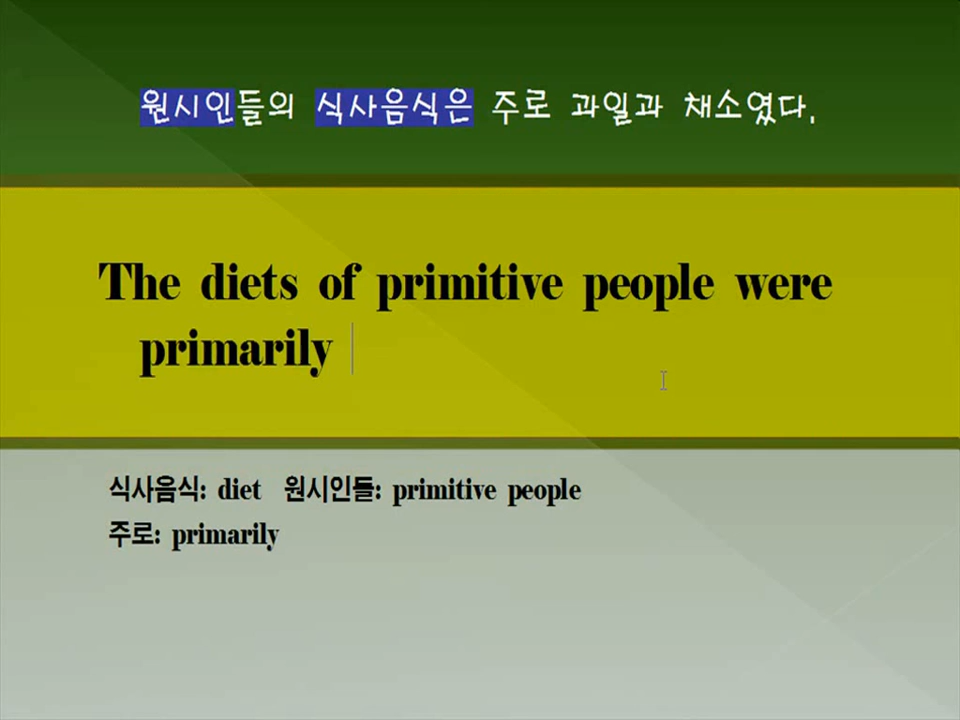 원시인들의 식사음식은 주로 과일과 채소였다.
The diets of primitive people were
primarily
식사음식: diet 원시인들: primitive people
주로: primarily